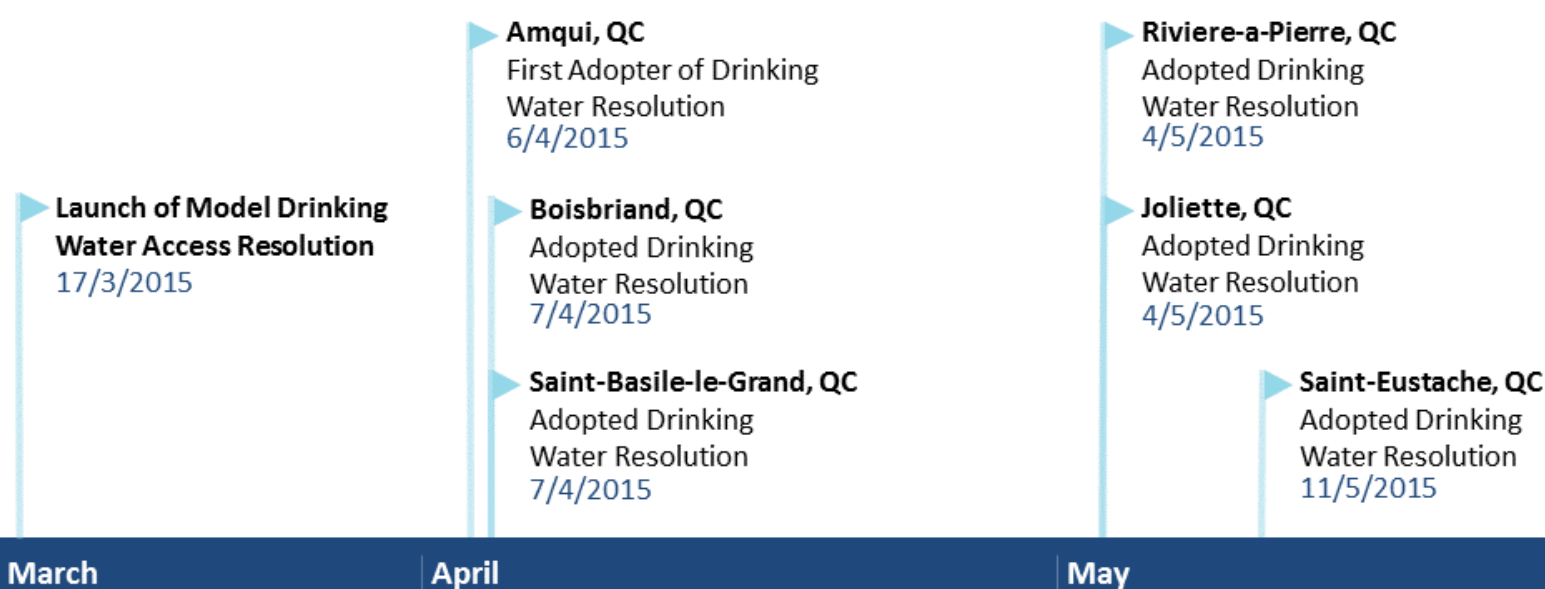 Launch of Model Drinking
Water Access Resolution
17/3/2015
Amqui, QC
First Adopter of Drinking
Water Resolution
6/4/2015
Boisbriand, QC
Adopted Drinking
Water Resolution
7/4/2015
Saint-Basile-le-Grand, QC
Adopted Drinking
Water Resolution
7/4/2015
Riviere-a-Pierre, QC
Adopted Drinking
Water Resolution
4/5/2015
Joliette, QC
Adopted Drinking
Water Resolution
4/5/2015
Saint-Eustache, QC
Adopted Drinking
Water Resolution
11/5/2015
March
April
May